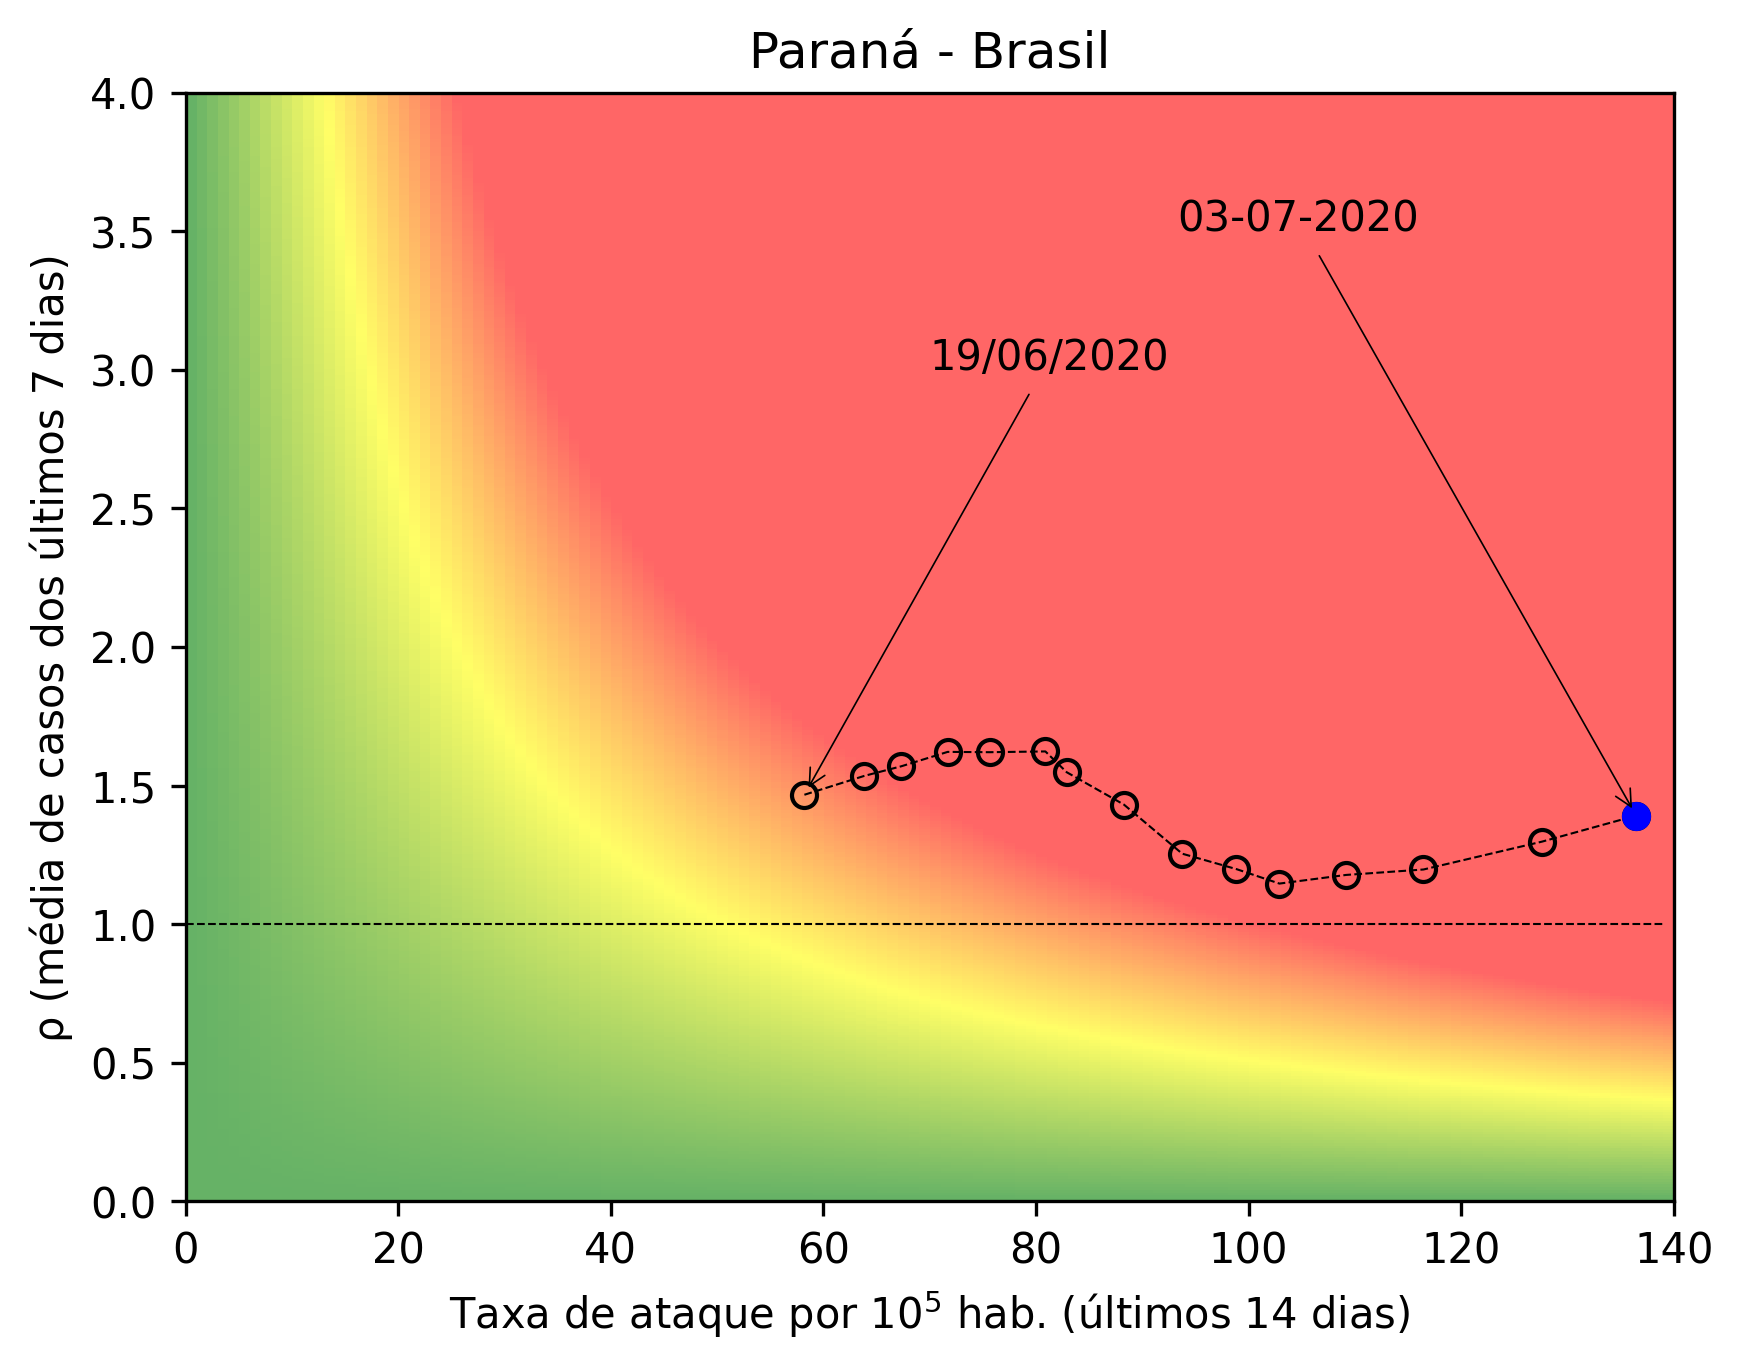 Paraná - Brasil
4.0
3.5
3.0
2.5
2.0
1.5
1.0
0.5
0.0
ρ (média de casos dos últimos 7 dias)
03-07-2020
19/06/2020
0 20 40 60 80 100 120 140
Taxa de ataque por 10⁵ hab. (últimos 14 dias)